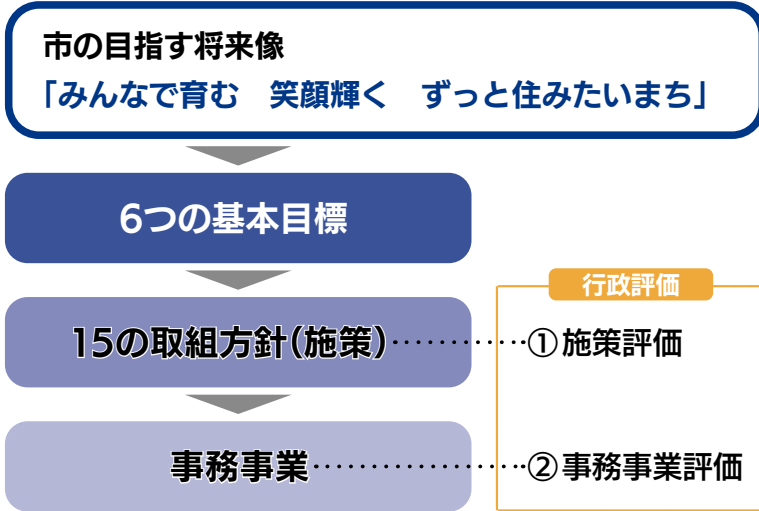 市の目指す将来像
「みんなで育む　笑顔輝く　ずっと住みたいまち」
6つの基本目標
行政評価
15の取組方針(施策)…………①施策評価
事務事業………………②事務事業評価